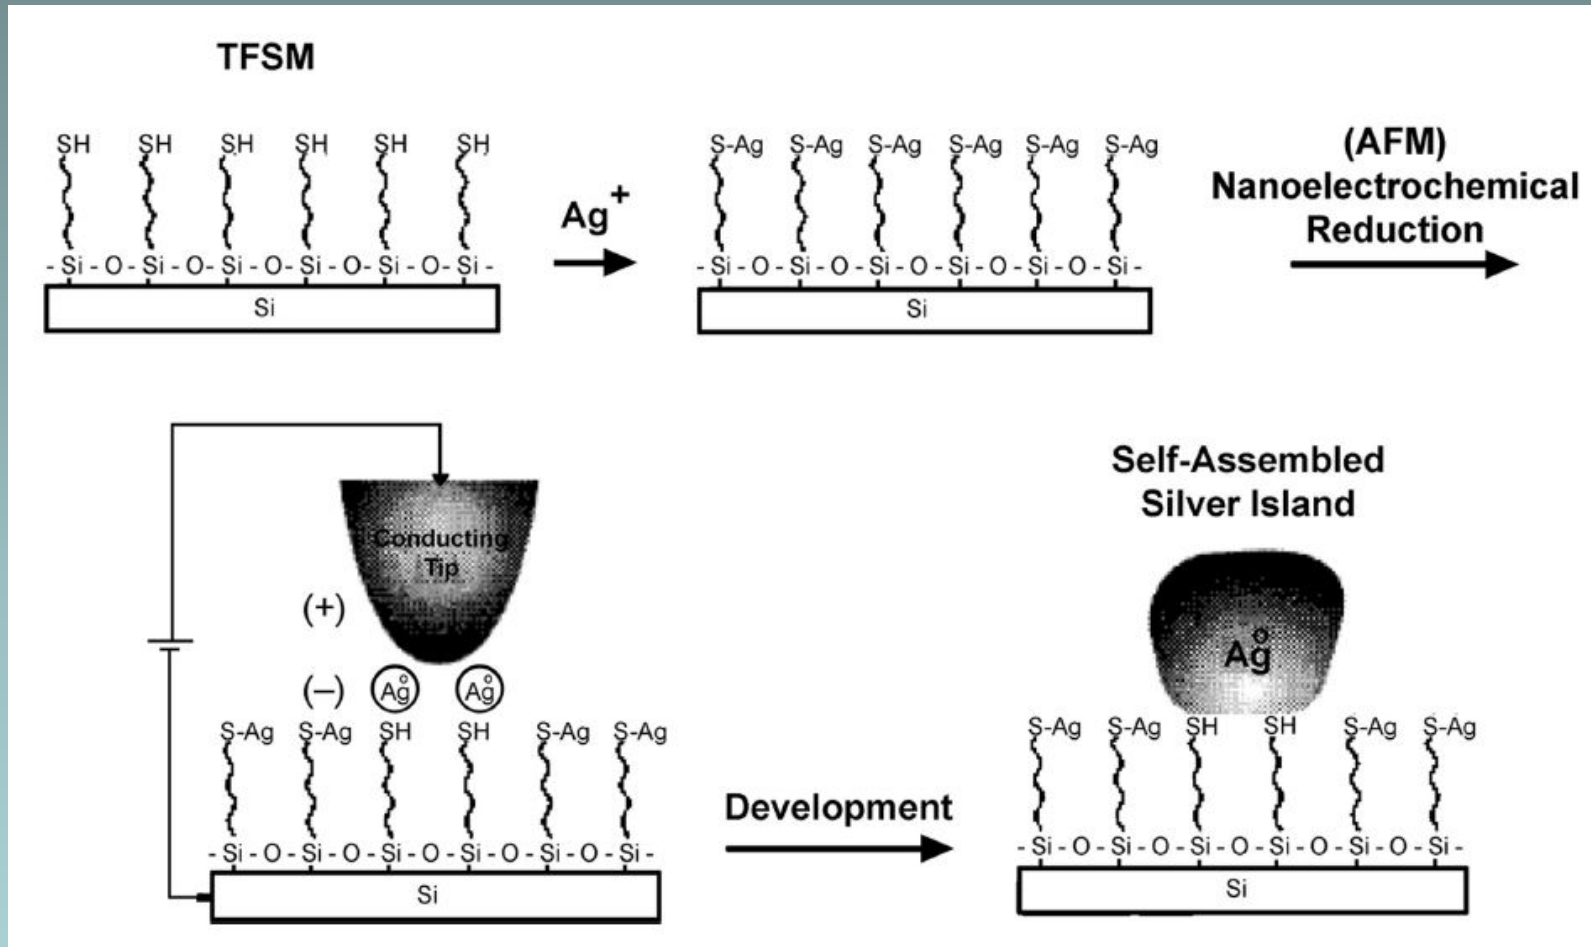 TFSM
SH SH SH SH SH SH
- Si - O - Si - O - Si - O - Si - O - Si - O - Si -
Si
Ag+
S-Ag S-Ag S-Ag S-Ag S-Ag S-Ag
- Si - O - Si - O - Si - O - Si - O - Si - O - Si -
Si
(AFM)
Nanoelectrochemical
Reduction
Conducting
Tip
(+)
(–)
Ag° Ag°
S-Ag S-Ag SH SH S-Ag S-Ag
- Si - O - Si - O - Si - O - Si - O - Si - O - Si -
Si
Development
Self-Assembled
Silver Island
Ag°
S-Ag S-Ag SH SH S-Ag S-Ag
- Si - O - Si - O - Si - O - Si - O - Si - O - Si -
Si